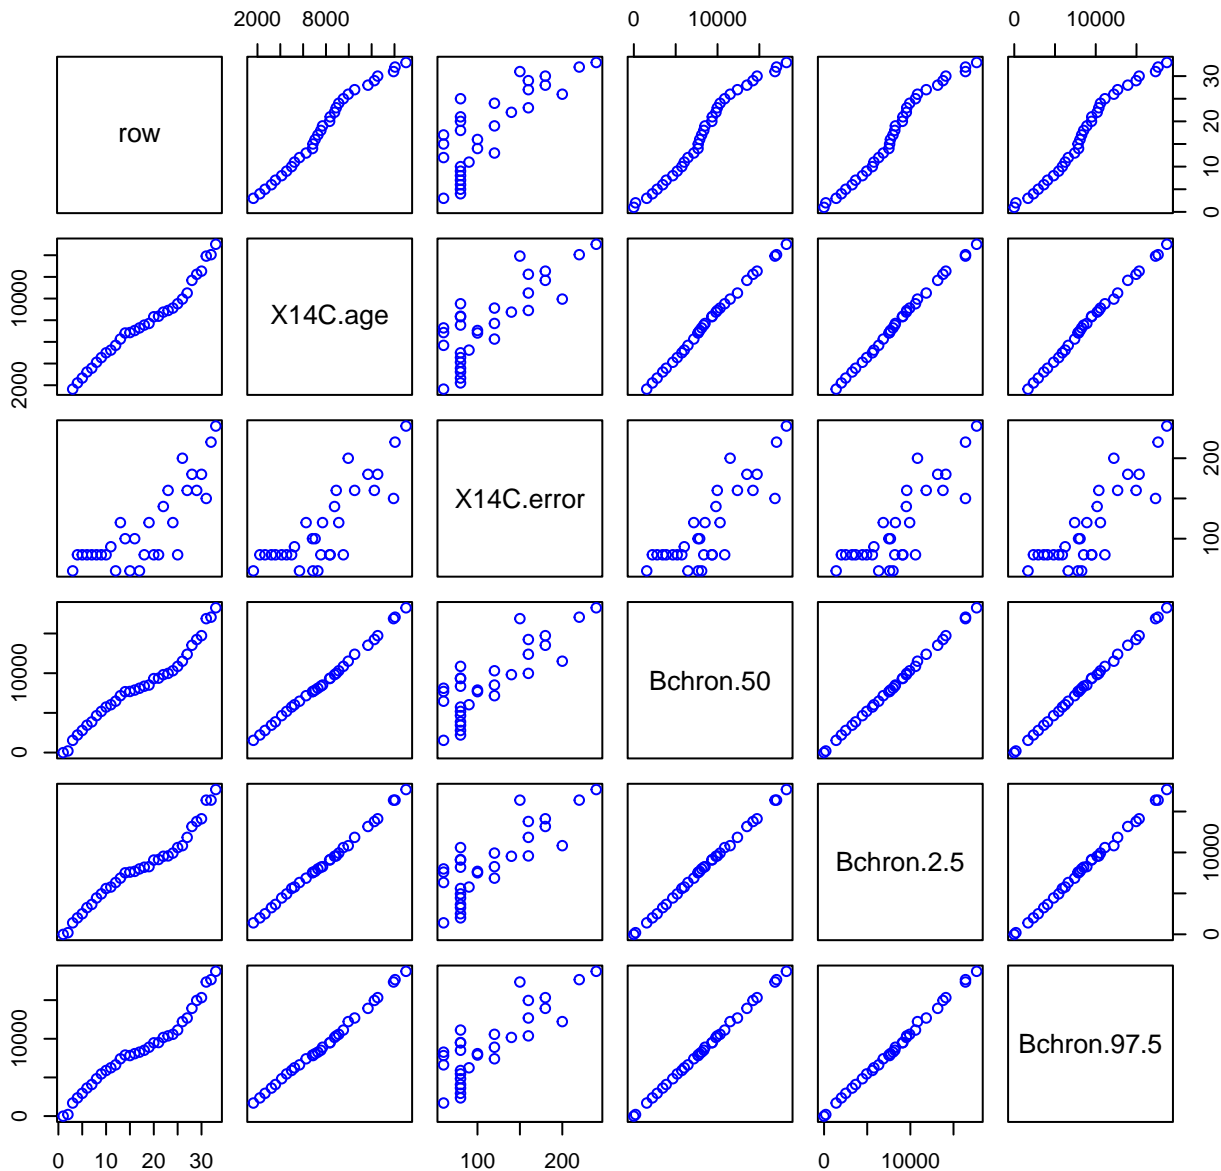 2000 8000 0 10000 0 10000
row 0 10 20 30
2000 10000 X14C.age
X14C.error 100 200
0 10000 Bchron.50
Bchron.2.5 0 10000
0 10000 Bchron.97.5
0 10 20 30 100 200 0 10000